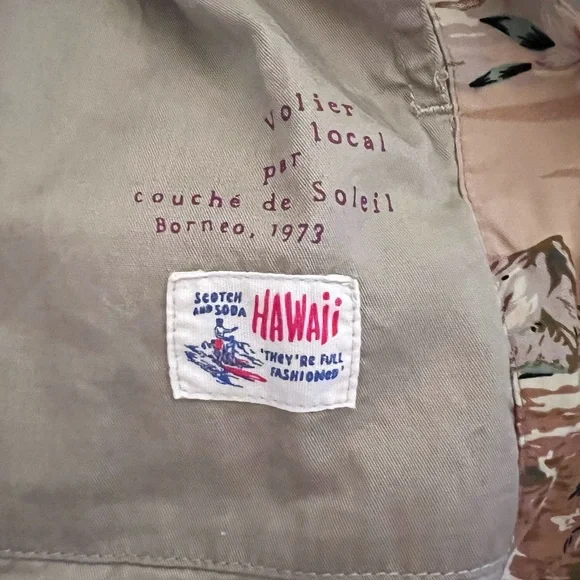 Volier
local
par
couché de Soleil
Borneo, 1973
SCOTCH
AND SODA
HAWAii
'THEY'RE FULL
FASHIONED'